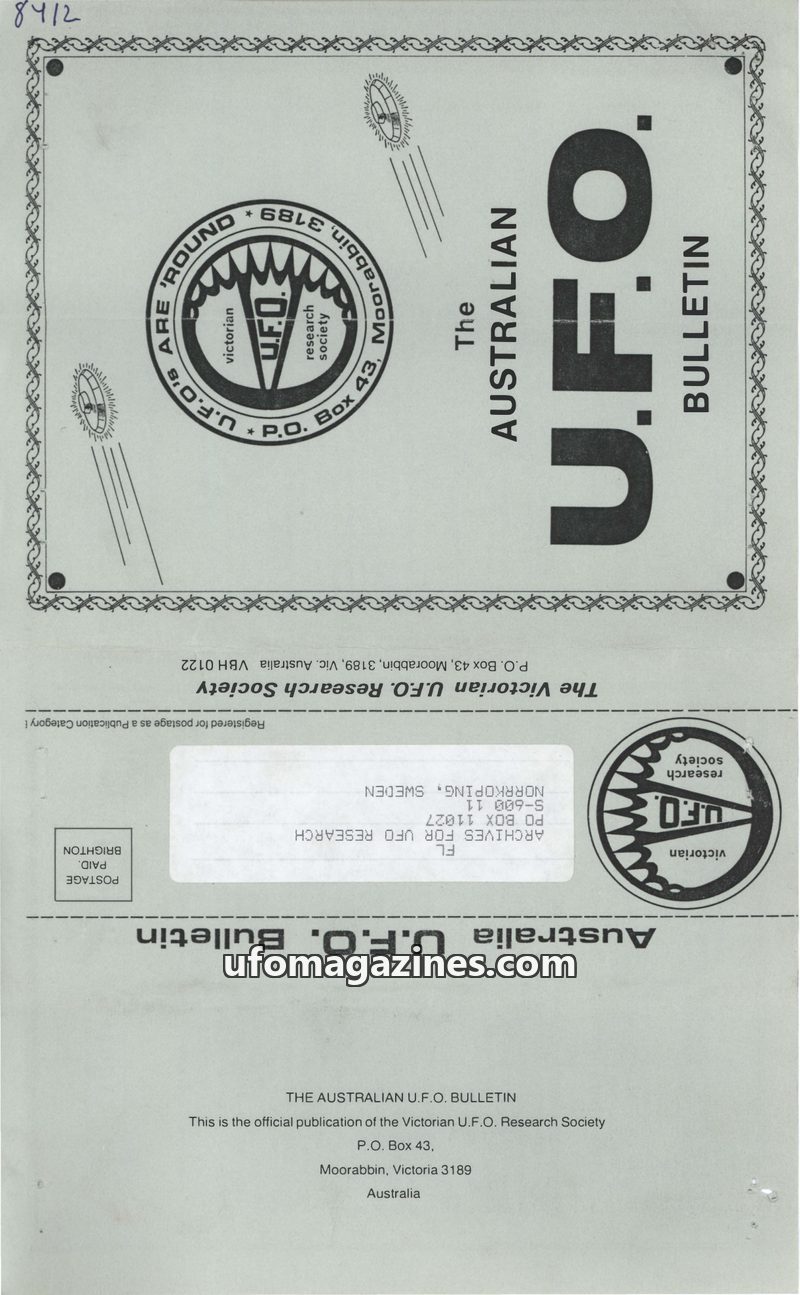 8412
The
AUSTRALIAN
U.F.O.
BULLETIN
U.F.O's ARE 'ROUND * P.O. Box 43, Moorabbin, 3189 *
victorian
U.F.O.
research
society
The Victorian U.F.O. Research Society
P.O. Box 43, Moorabbin, 3189, Vic. Australia VBH 0122
Registered for postage as a Publication Category
victorian
U.F.O.
research
society
FL
ARCHIVES FOR UFO RESEARCH
PO BOX 11027
S-600 11
NORRKOPING, SWEDEN
POSTAGE
PAID.
BRIGHTON
Australia U.F.O. Bulletin
ufomagazines.com
THE AUSTRALIAN U.F.O. BULLETIN
This is the official publication of the Victorian U.F.O. Research Society
P.O. Box 43,
Moorabbin, Victoria 3189
Australia